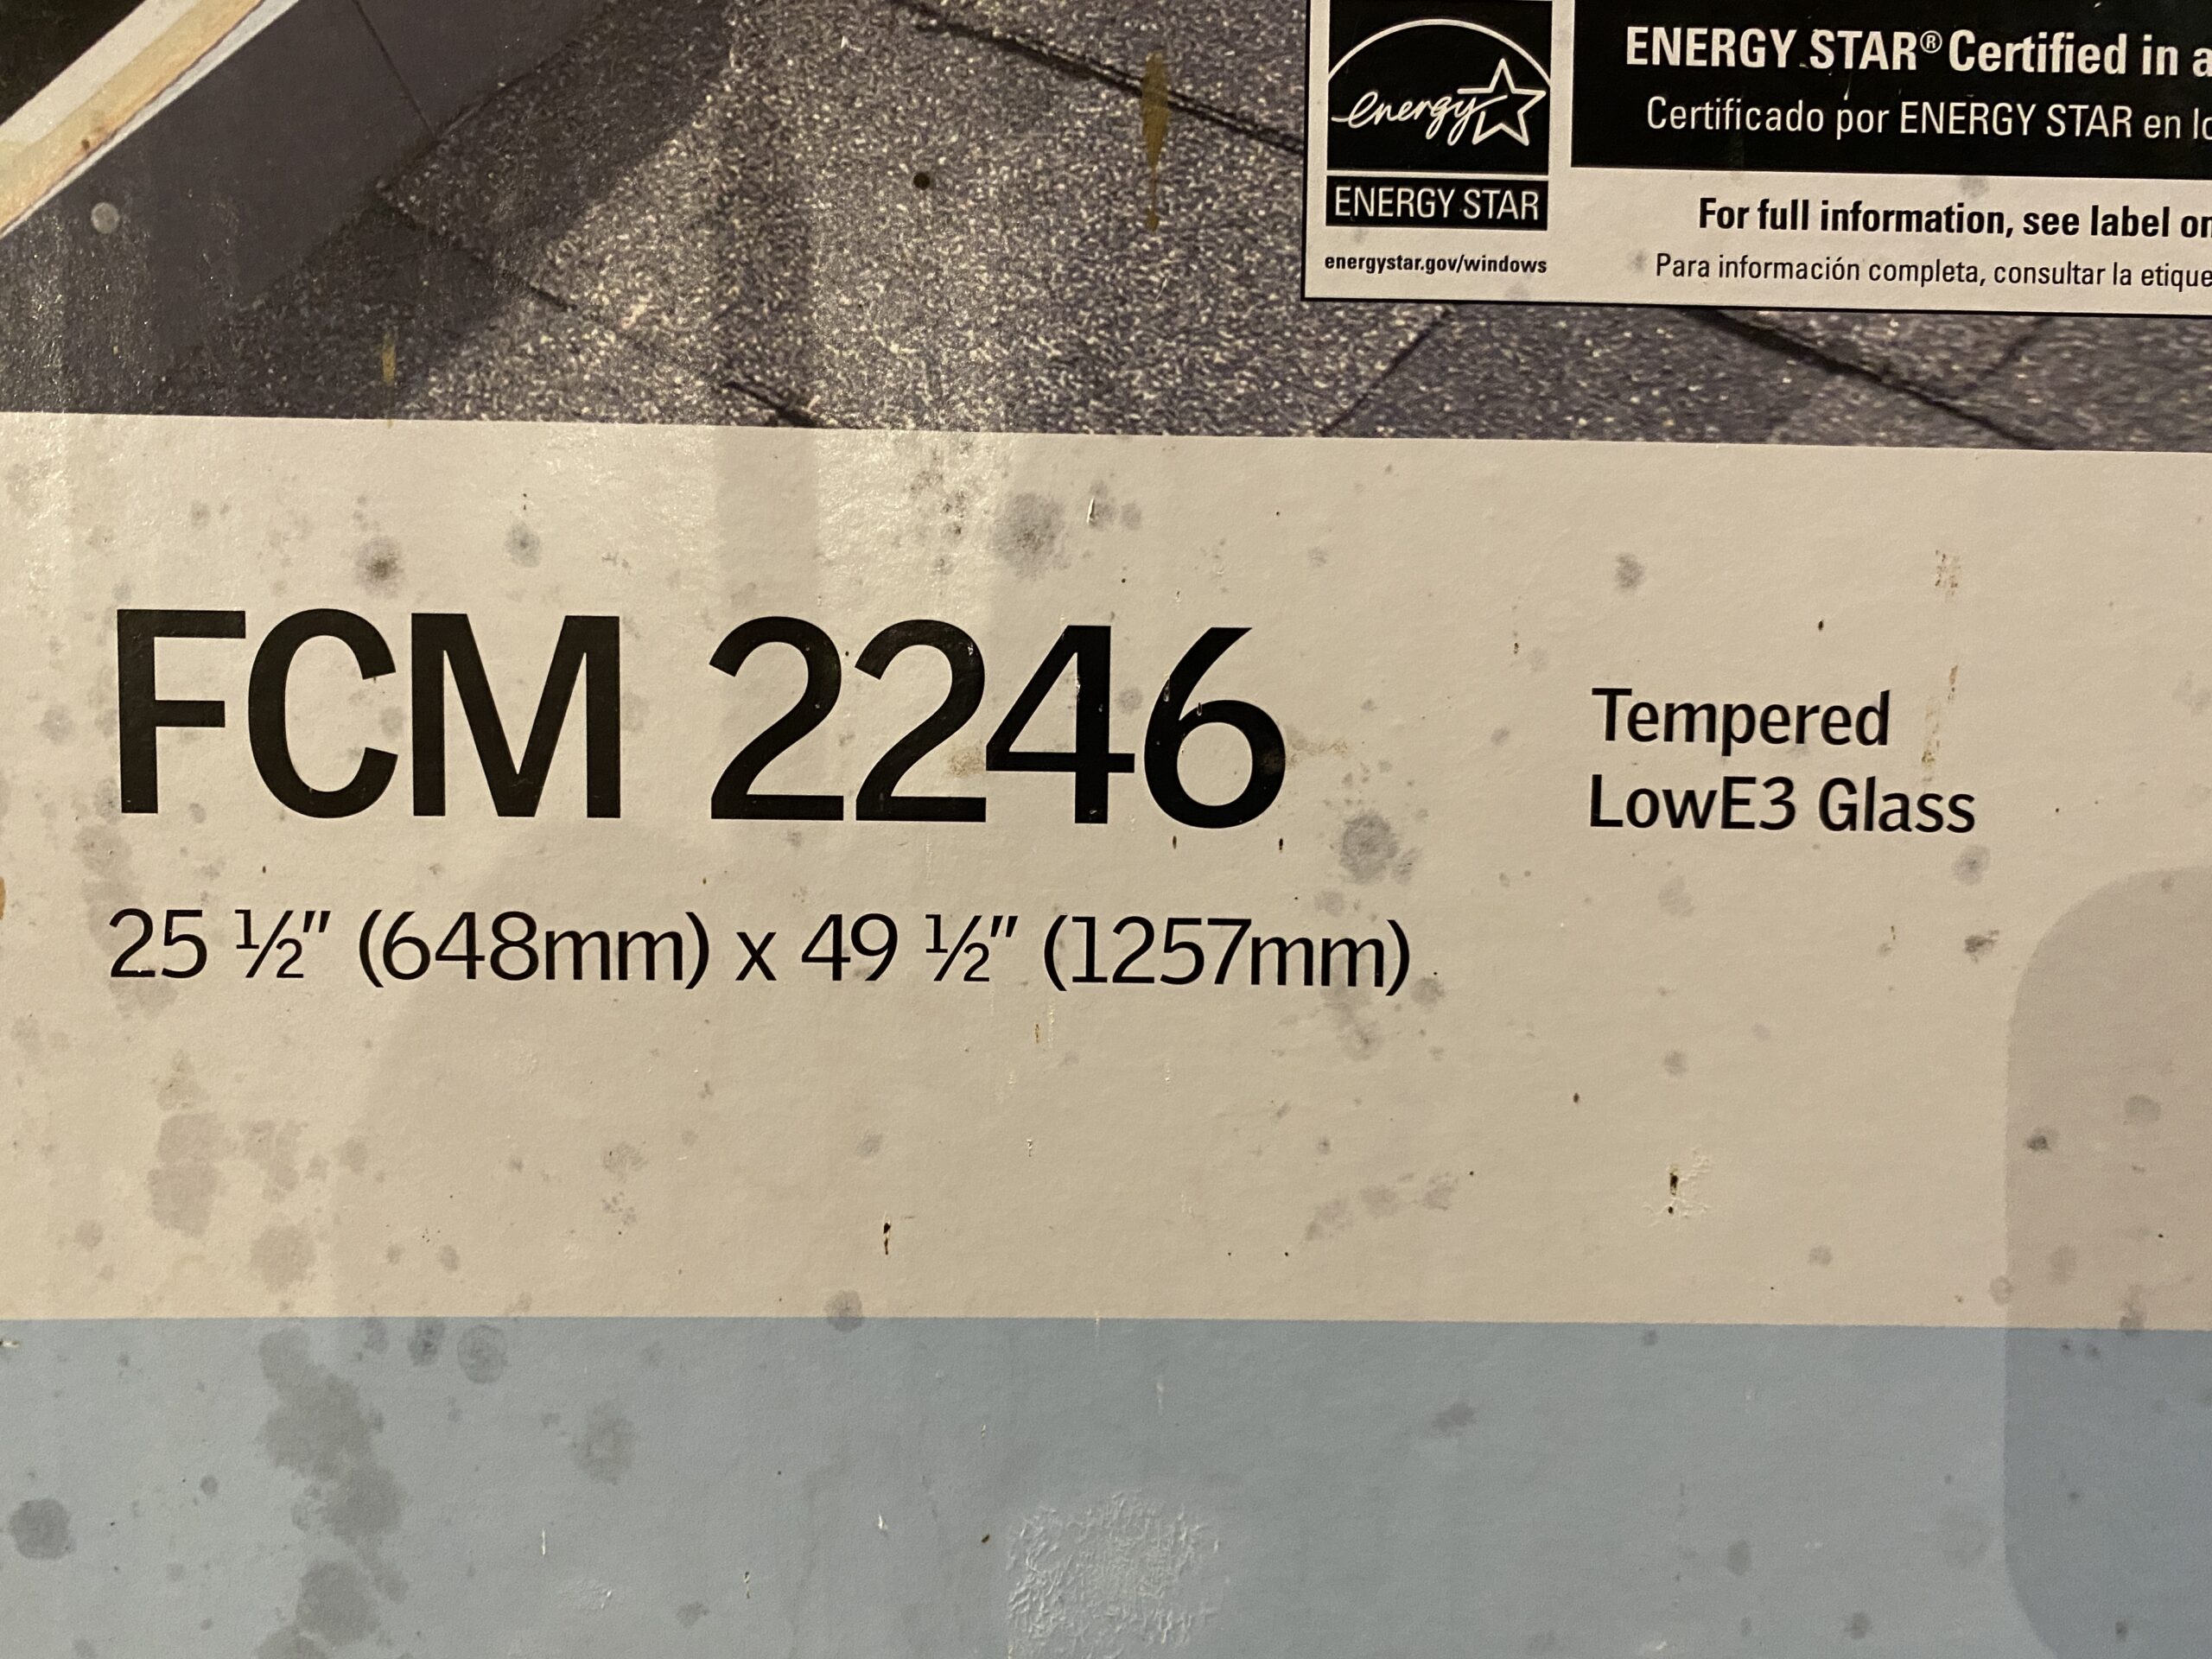 energy
ENERGY STAR
energystar.gov/windows
ENERGY STAR® Certified in a
Certificado por ENERGY STAR en lo
For full information, see label on
Para información completa, consultar la etique
FCM 2246
Tempered
LowE3 Glass
25 ½" (648mm) x 49 ½" (1257mm)